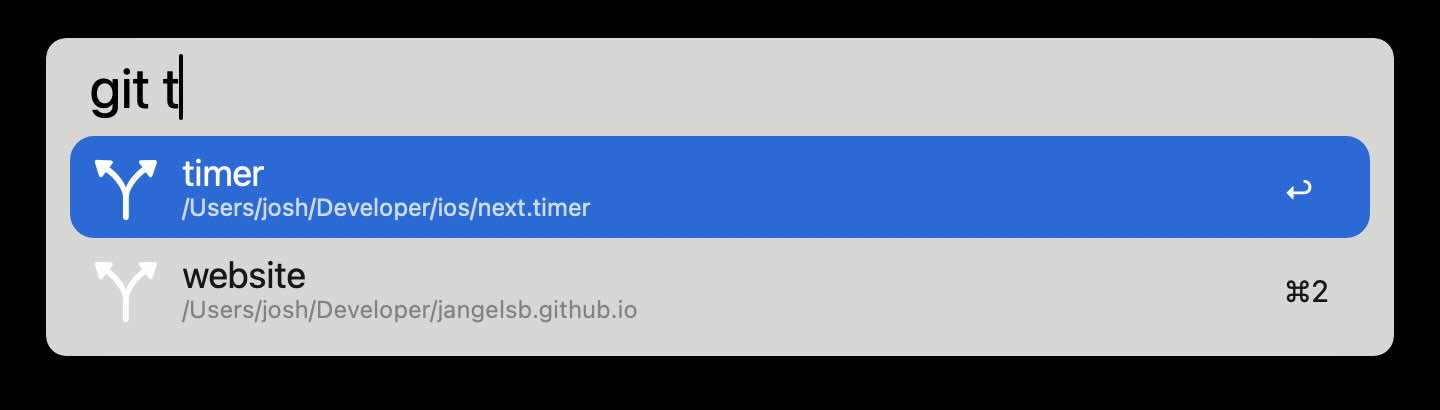 git t
timer
/Users/josh/Developer/ios/next.timer
website
/Users/josh/Developer/jangelsb.github.io
⌘2